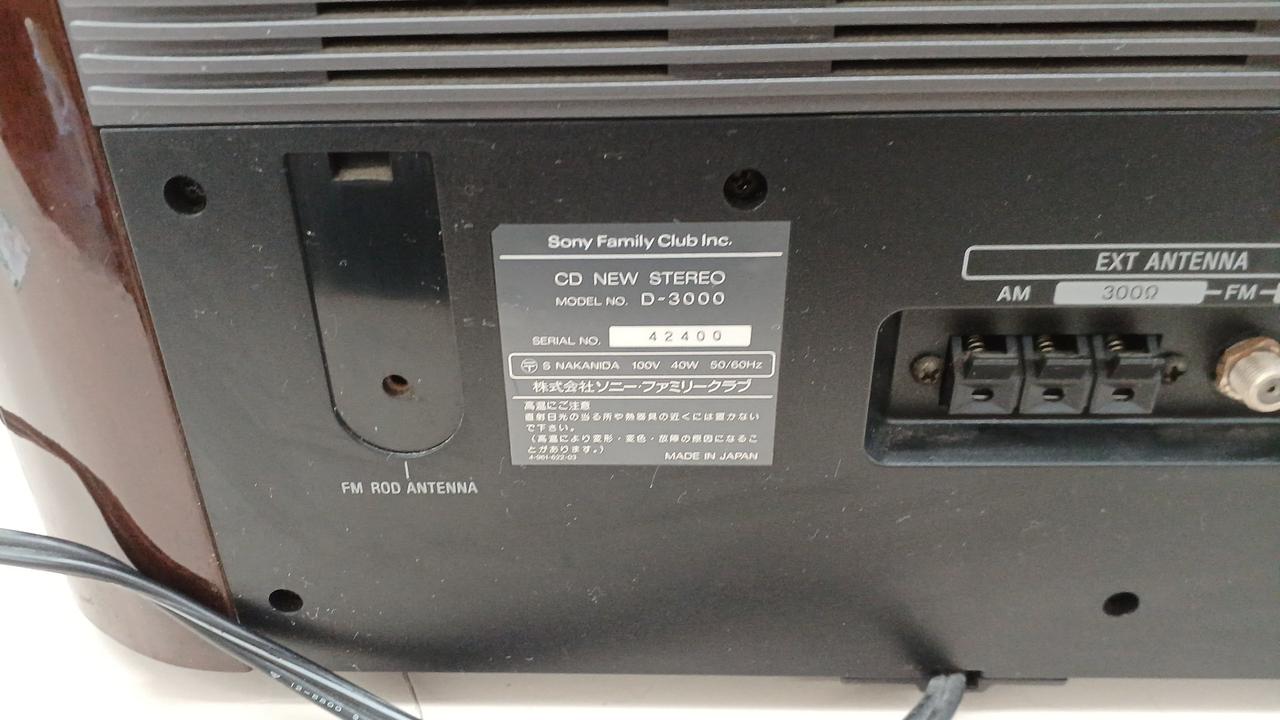 Sony Family Club Inc.
CD NEW STEREO
MODEL NO. D-3000
SERIAL NO. 42400
〒 S NAKANIDA 100V 40W 50/60Hz
株式会社ソニー・ファミリークラブ
高温にご注意
直射日光の当る所や熱器具の近くには置かない
で下さい。
(高温により変形・変色・故障の原因になるこ
とがあります。)
4-961-622-03 MADE IN JAPAN
FM ROD ANTENNA
EXT ANTENNA
AM 300Ω FM